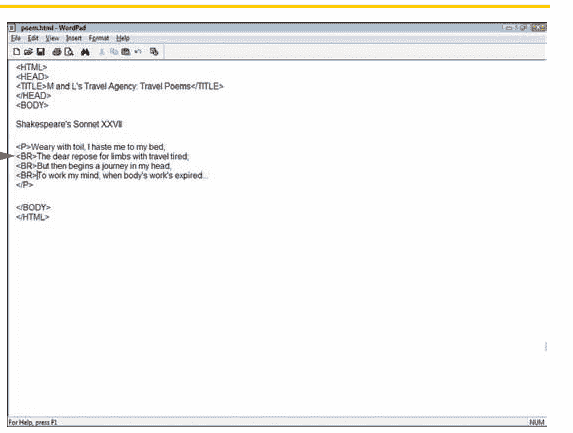 poem.html - WordPad
File Edit View Insert Format Help
<HTML>
<HEAD>
<TITLE>M and L's Travel Agency: Travel Poems</TITLE>
</HEAD>
<BODY>
Shakespeare's Sonnet XXVII
<P>Weary with toil, I haste me to my bed,
<BR>The dear repose for limbs with travel tired;
<BR>But then begins a journey in my head,
<BR>To work my mind, when body's work's expired...
</P>
</BODY>
</HTML>
For Help, press F1
NUM